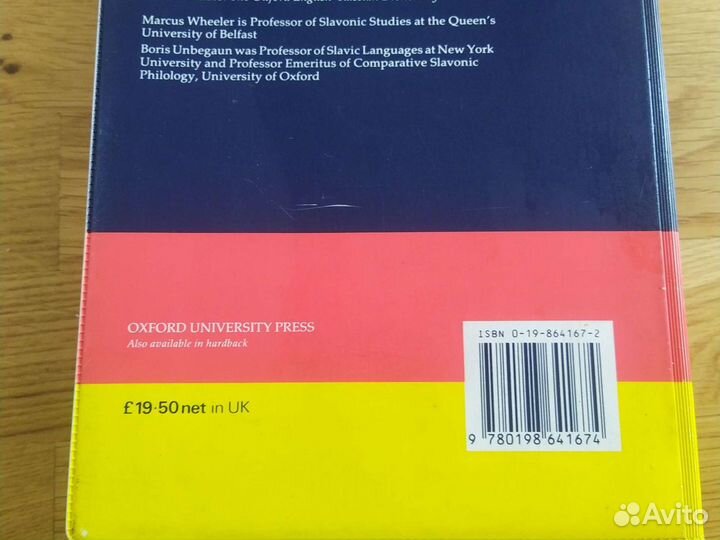 Marcus Wheeler is Professor of Slavonic Studies at the Queen's
University of Belfast
Boris Unbegaun was Professor of Slavic Languages at New York
University and Professor Emeritus of Comparative Slavonic
Philology, University of Oxford
OXFORD UNIVERSITY PRESS
Also available in hardback
ISBN 0-19-864167-2
£19·50 net in UK
9 780198 641674
Avito